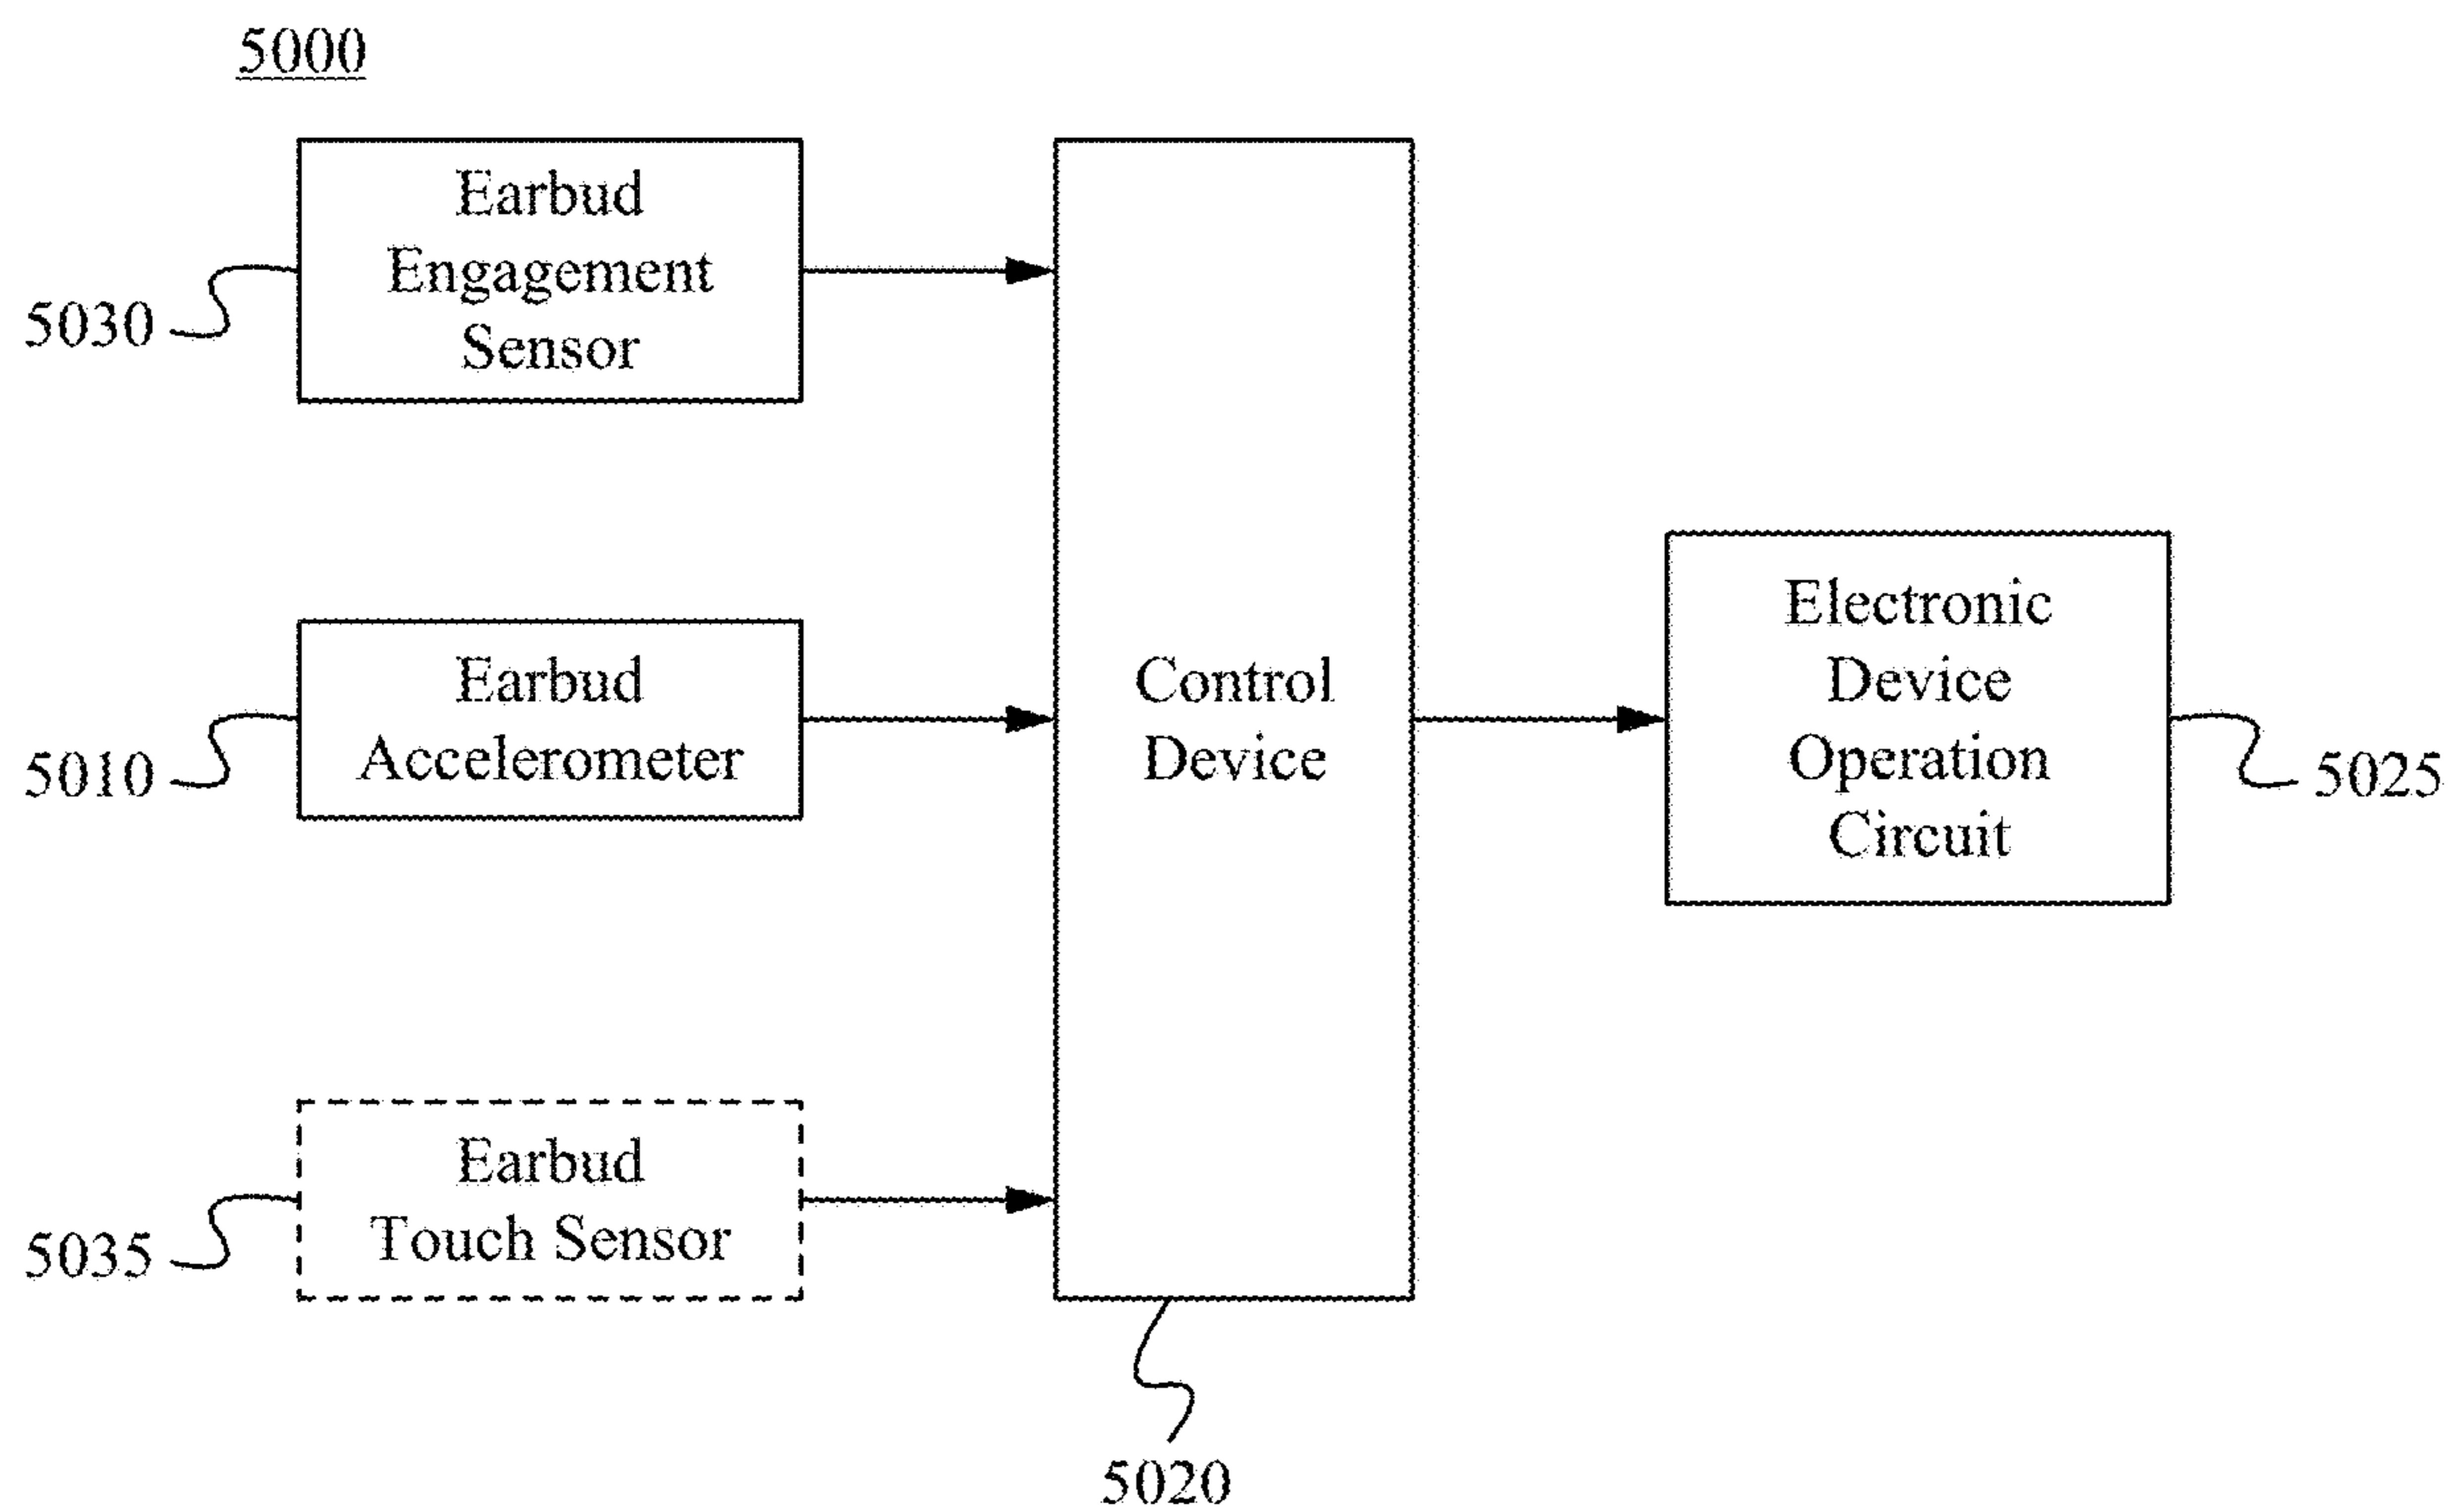 5000
Earbud
Engagement
Sensor
5030
Earbud
Accelerometer
5010
Earbud
Touch Sensor
5035
Control
Device
5020
Electronic
Device
Operation
Circuit
5025